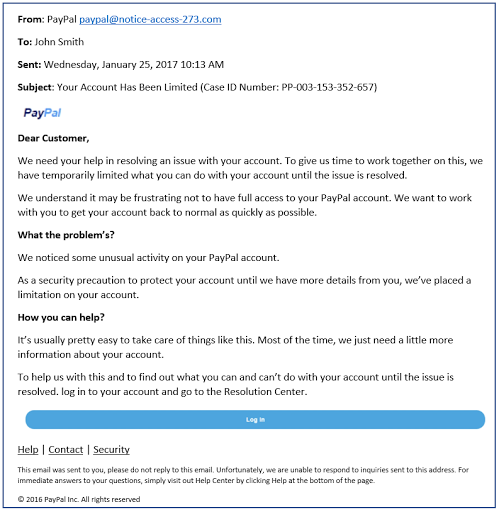 From: PayPal paypal@notice-access-273.com
To: John Smith
Sent: Wednesday, January 25, 2017 10:13 AM
Subject: Your Account Has Been Limited (Case ID Number: PP-003-153-352-657)
PayPal
Dear Customer,
We need your help in resolving an issue with your account. To give us time to work together on this, we
have temporarily limited what you can do with your account until the issue is resolved.
We understand it may be frustrating not to have full access to your PayPal account. We want to work
with you to get your account back to normal as quickly as possible.
What the problem's?
We noticed some unusual activity on your PayPal account.
As a security precaution to protect your account until we have more details from you, we've placed a
limitation on your account.
How you can help?
It's usually pretty easy to take care of things like this. Most of the time, we just need a little more
information about your account.
To help us with this and to find out what you can and can't do with your account until the issue is
resolved. log in to your account and go to the Resolution Center.
Log in
Help | Contact | Security
This email was sent to you, please do not reply to this email. Unfortunately, we are unable to respond to inquiries sent to this address. For
immediate answers to your questions, simply visit out Help Center by clicking Help at the bottom of the page.
© 2016 PayPal Inc. All rights reserved